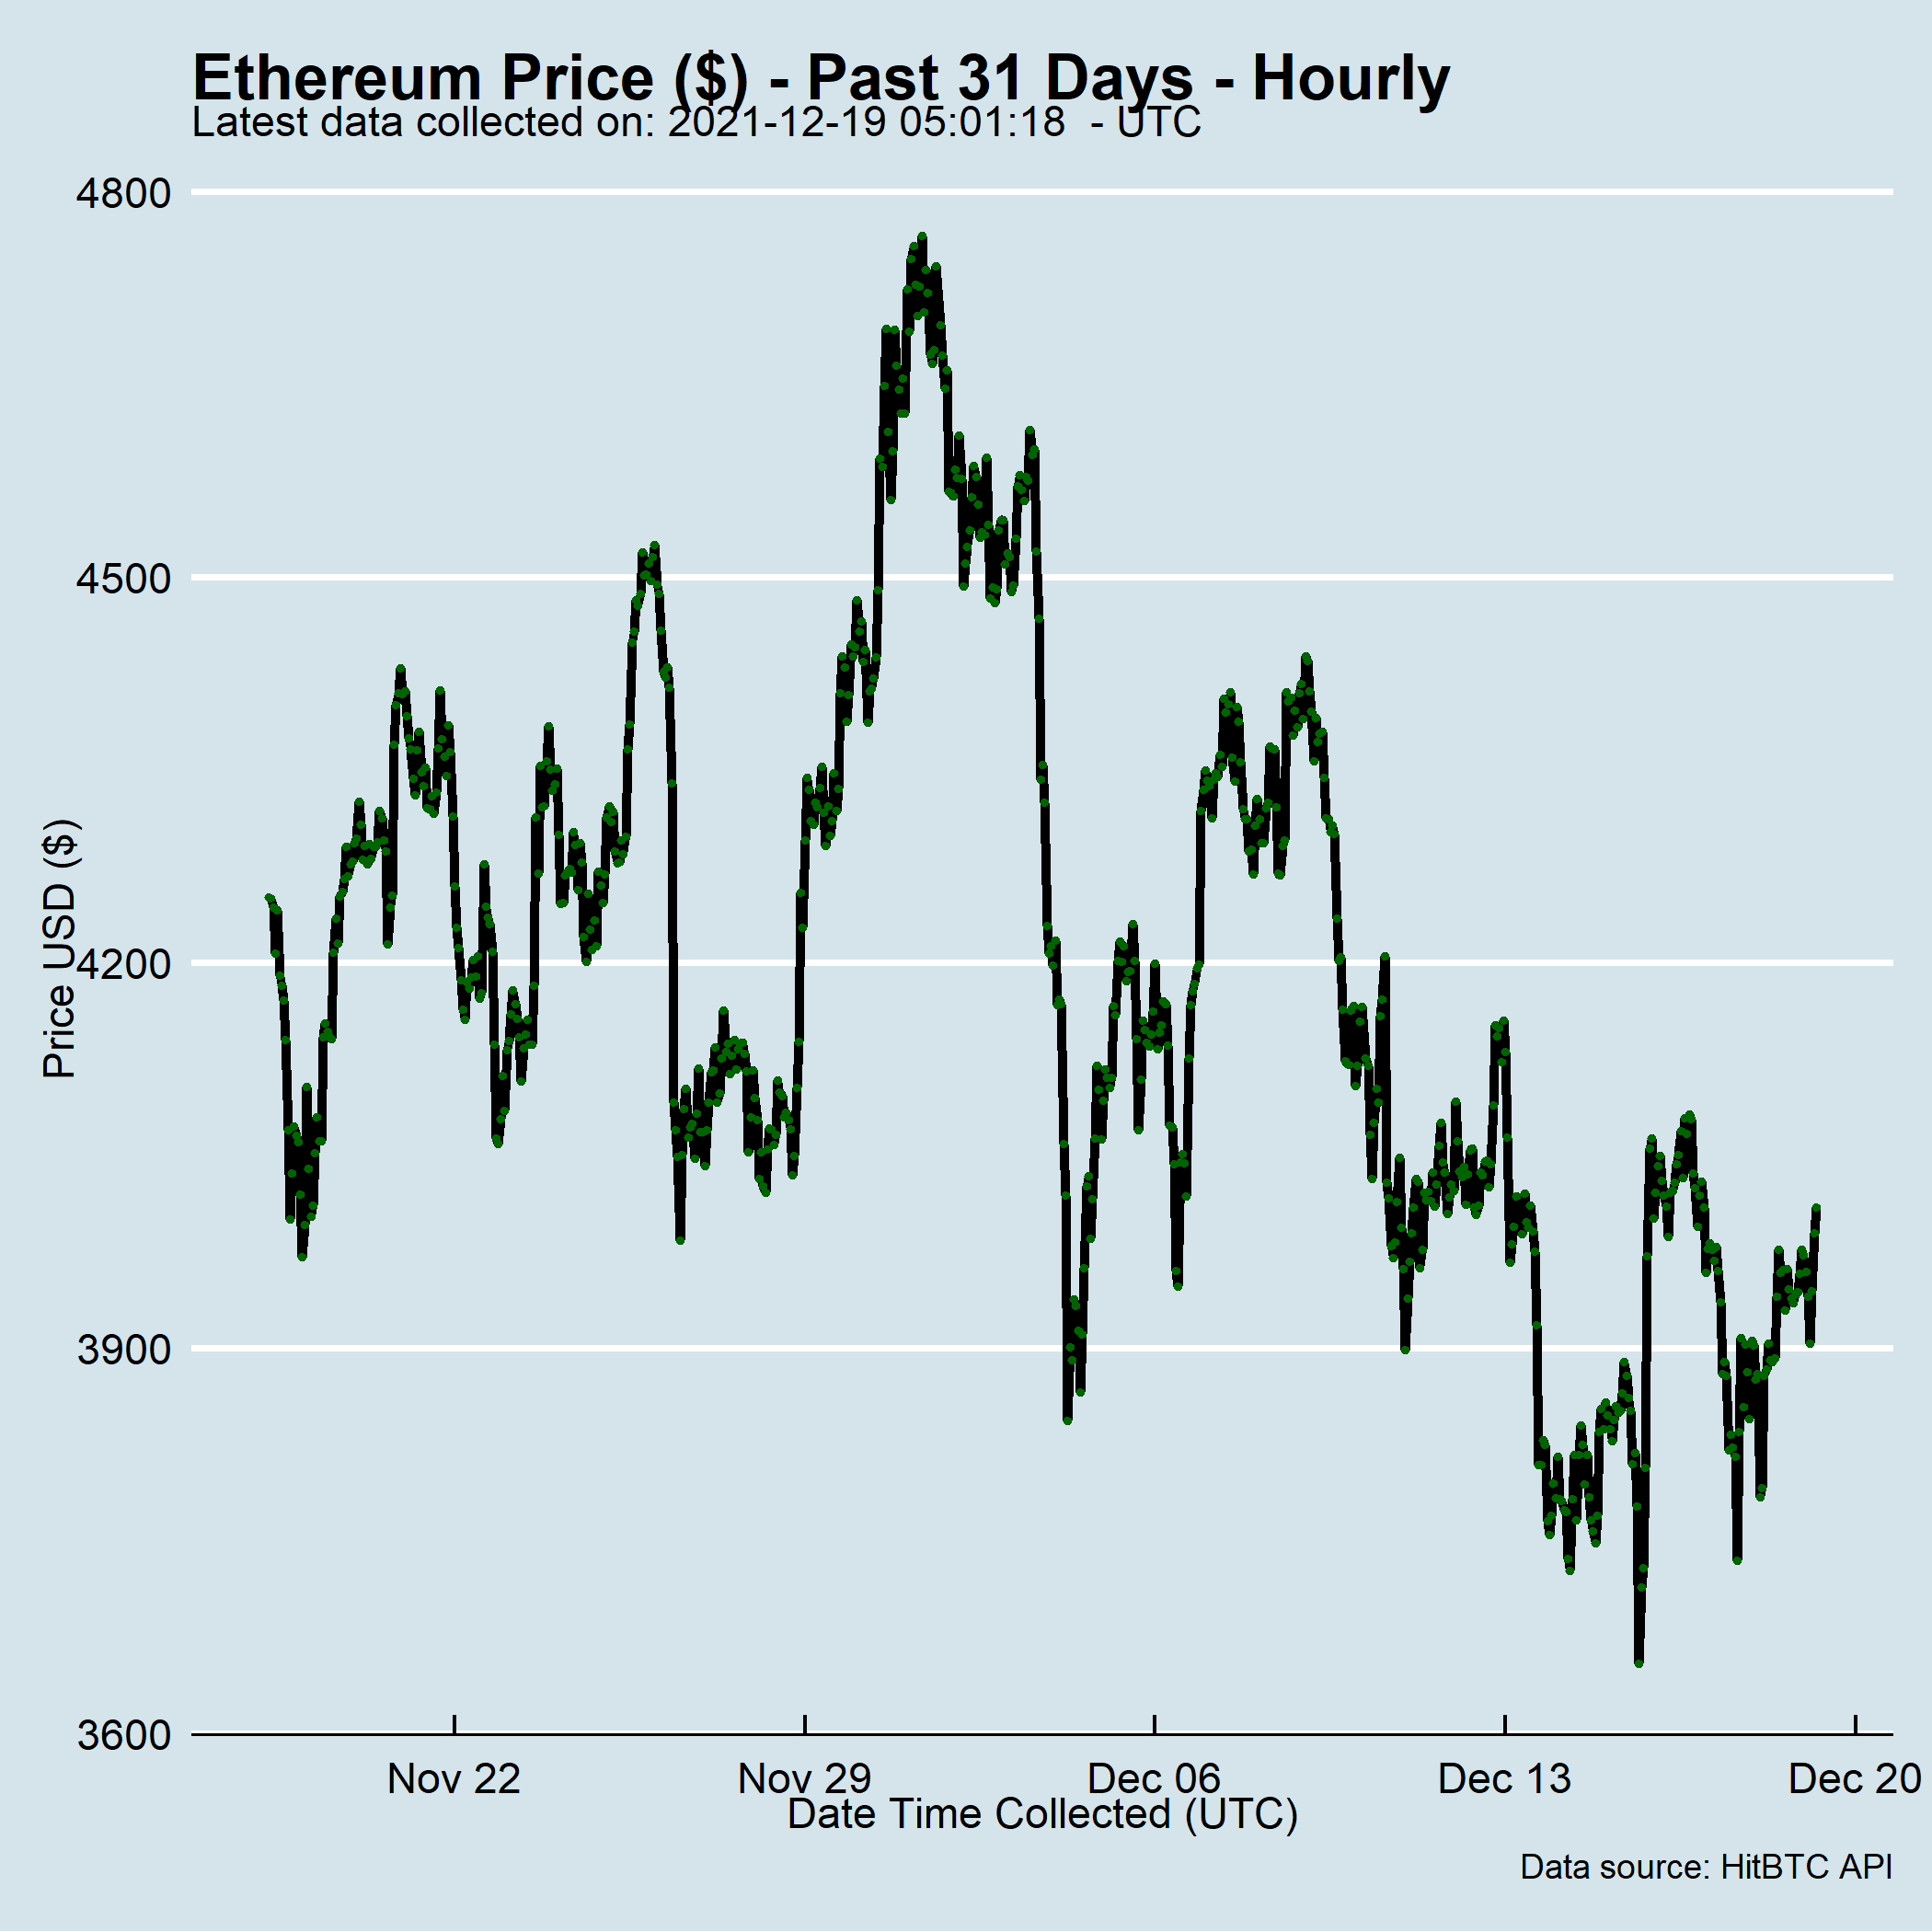 Ethereum Price ($) - Past 31 Days - Hourly
Latest data collected on: 2021-12-19 05:01:18  - UTC
4800
4500
4200
3900
3600
Price USD ($)
Nov 22 Nov 29 Dec 06 Dec 13 Dec 20
Date Time Collected (UTC)
Data source: HitBTC API